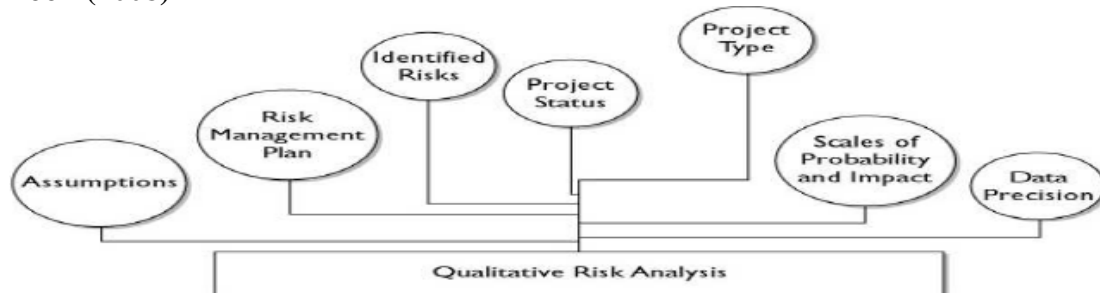 Project
Type
Identified
Risks
Project
Status
Risk
Management
Plan
Scales of
Probability
and Impact
Assumptions
Data
Precision
Qualitative Risk Analysis